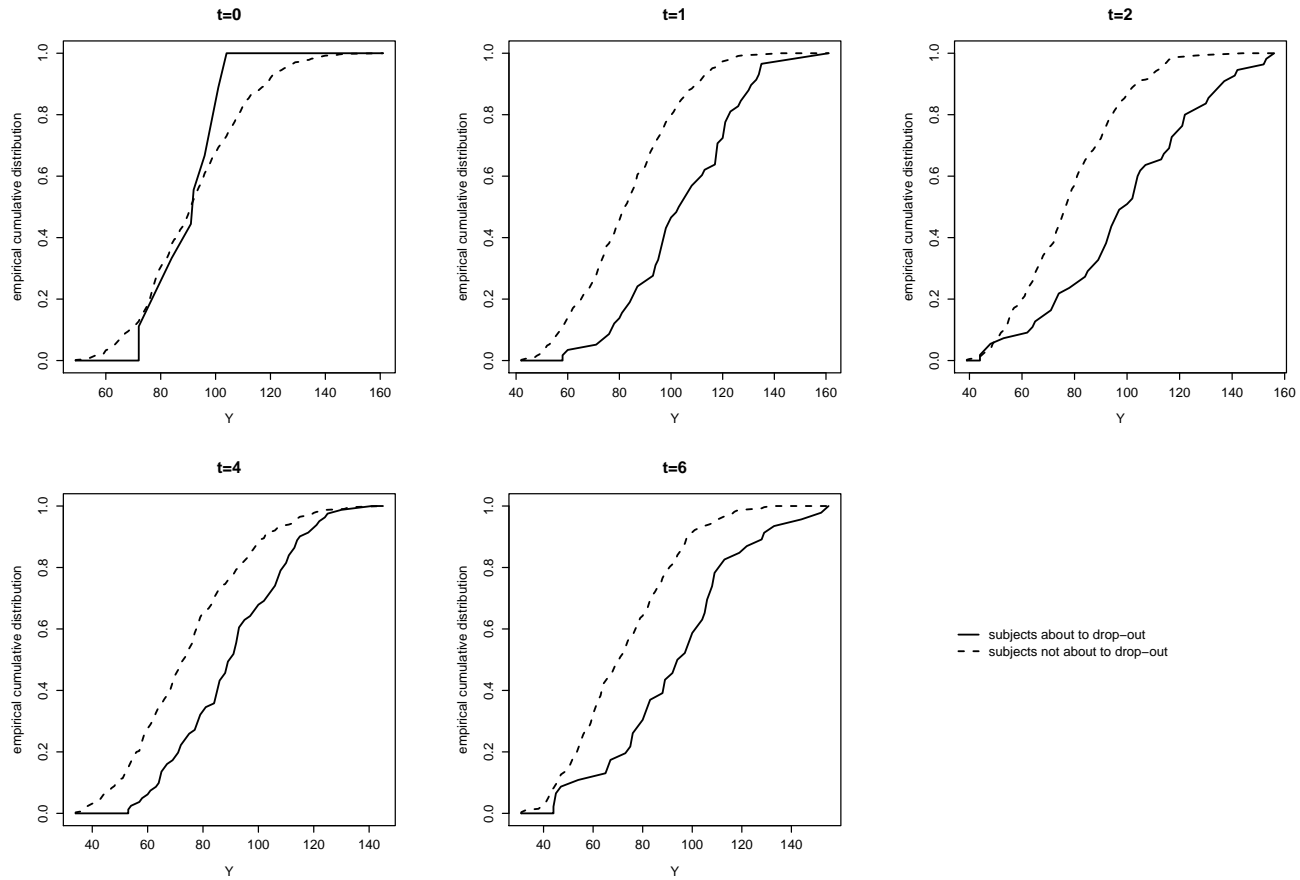 t=0
empirical cumulative distribution
0.0 0.2 0.4 0.6 0.8 1.0
60 80 100 120 140 160
Y
t=1
empirical cumulative distribution
0.0 0.2 0.4 0.6 0.8 1.0
40 60 80 100 120 140 160
Y
t=2
empirical cumulative distribution
0.0 0.2 0.4 0.6 0.8 1.0
40 60 80 100 120 140 160
Y
t=4
empirical cumulative distribution
0.0 0.2 0.4 0.6 0.8 1.0
40 60 80 100 120 140
Y
t=6
empirical cumulative distribution
0.0 0.2 0.4 0.6 0.8 1.0
40 60 80 100 120 140
Y
subjects about to drop−out
subjects not about to drop−out